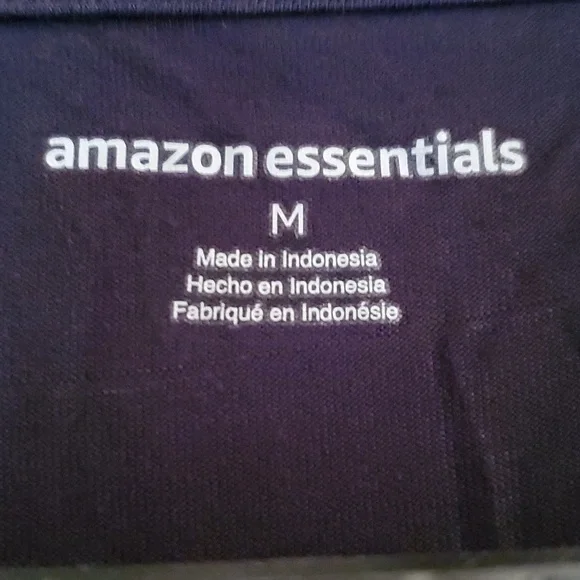 amazon essentials
M
Made in Indonesia
Hecho en Indonesia
Fabriqué en Indonésie